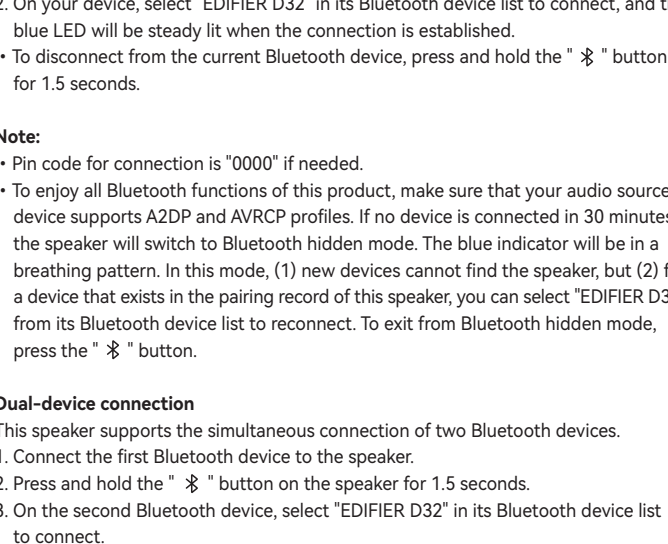 2. On your device, select "EDIFIER D32" in its Bluetooth device list to connect, and
blue LED will be steady lit when the connection is established.
• To disconnect from the current Bluetooth device, press and hold the " " button
for 1.5 seconds.
Note:
• Pin code for connection is "0000" if needed.
• To enjoy all Bluetooth functions of this product, make sure that your audio source
device supports A2DP and AVRCP profiles. If no device is connected in 30 minutes
the speaker will switch to Bluetooth hidden mode. The blue indicator will be in a
breathing pattern. In this mode, (1) new devices cannot find the speaker, but (2)
a device that exists in the pairing record of this speaker, you can select "EDIFIER D3
from its Bluetooth device list to reconnect. To exit from Bluetooth hidden mode,
press the " " button.
Dual-device connection
This speaker supports the simultaneous connection of two Bluetooth devices.
1. Connect the first Bluetooth device to the speaker.
2. Press and hold the " " button on the speaker for 1.5 seconds.
3. On the second Bluetooth device, select "EDIFIER D32" in its Bluetooth device list
to connect.